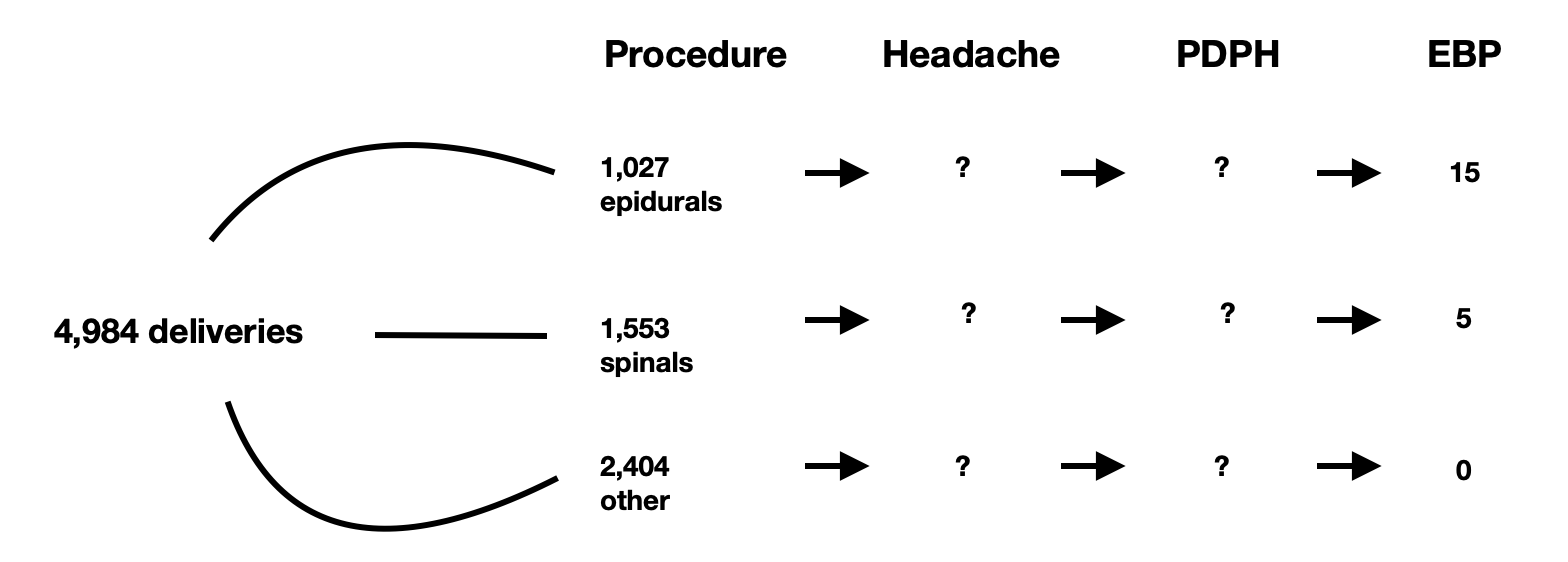 Procedure Headache PDPH EBP
1,027 ? ? 15
epidurals
4,984 deliveries
1,553 ? ? 5
spinals
2,404 ? ? 0
other